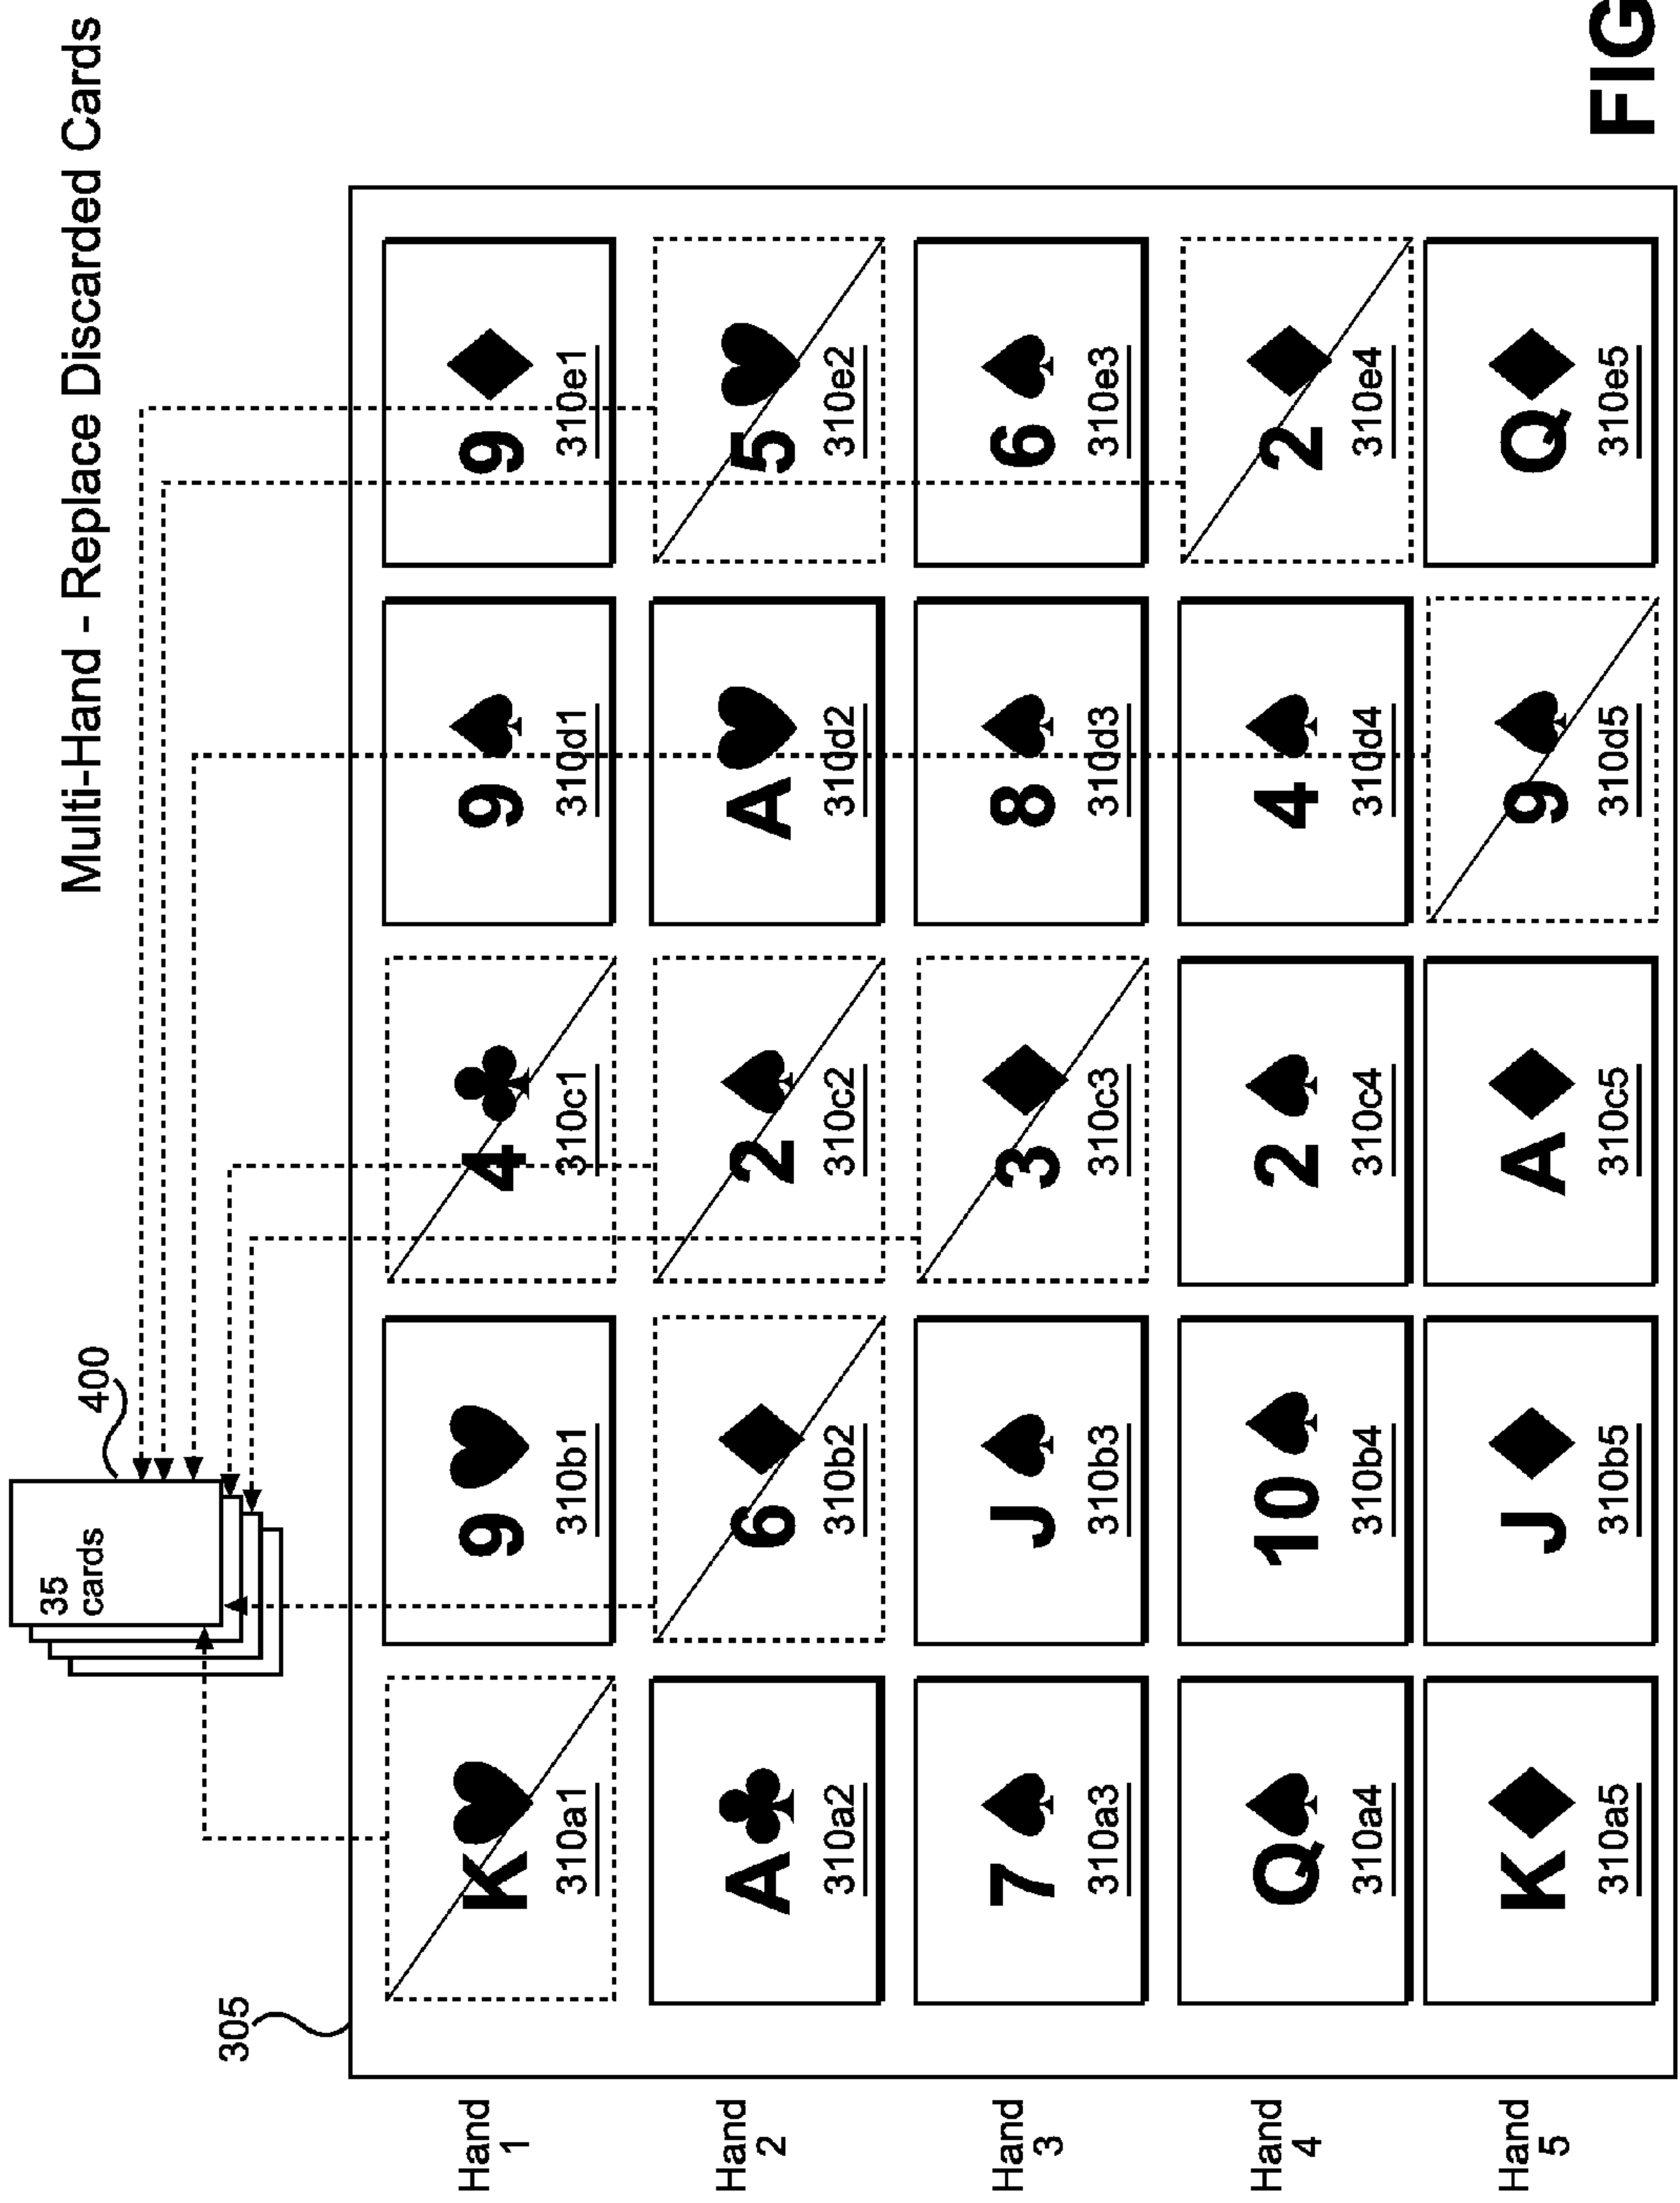 Multi-Hand - Replace Discarded Cards
400
35
cards
305
Hand
1
K
310a1
9
310b1
4
310c1
9
310d1
9
310e1
Hand
2
A
310a2
6
310b2
2
310c2
A
310d2
5
310e2
Hand
3
7
310a3
J
310b3
3
310c3
8
310d3
6
310e3
Hand
4
Q
310a4
10
310b4
2
310c4
4
310d4
2
310e4
Hand
5
K
310a5
J
310b5
A
310c5
9
310d5
Q
310e5
FIG